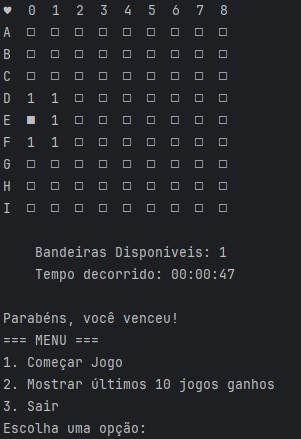 ♥ 0 1 2 3 4 5 6 7 8
A □ □ □ □ □ □ □ □ □
B □ □ □ □ □ □ □ □ □
C □ □ □ □ □ □ □ □ □
D 1 1 □ □ □ □ □ □ □
E ■ 1 □ □ □ □ □ □ □
F 1 1 □ □ □ □ □ □ □
G □ □ □ □ □ □ □ □ □
H □ □ □ □ □ □ □ □ □
I □ □ □ □ □ □ □ □ □
Bandeiras Disponiveis: 1
Tempo decorrido: 00:00:47
Parabéns, você venceu!
=== MENU ===
1. Começar Jogo
2. Mostrar últimos 10 jogos ganhos
3. Sair
Escolha uma opção: